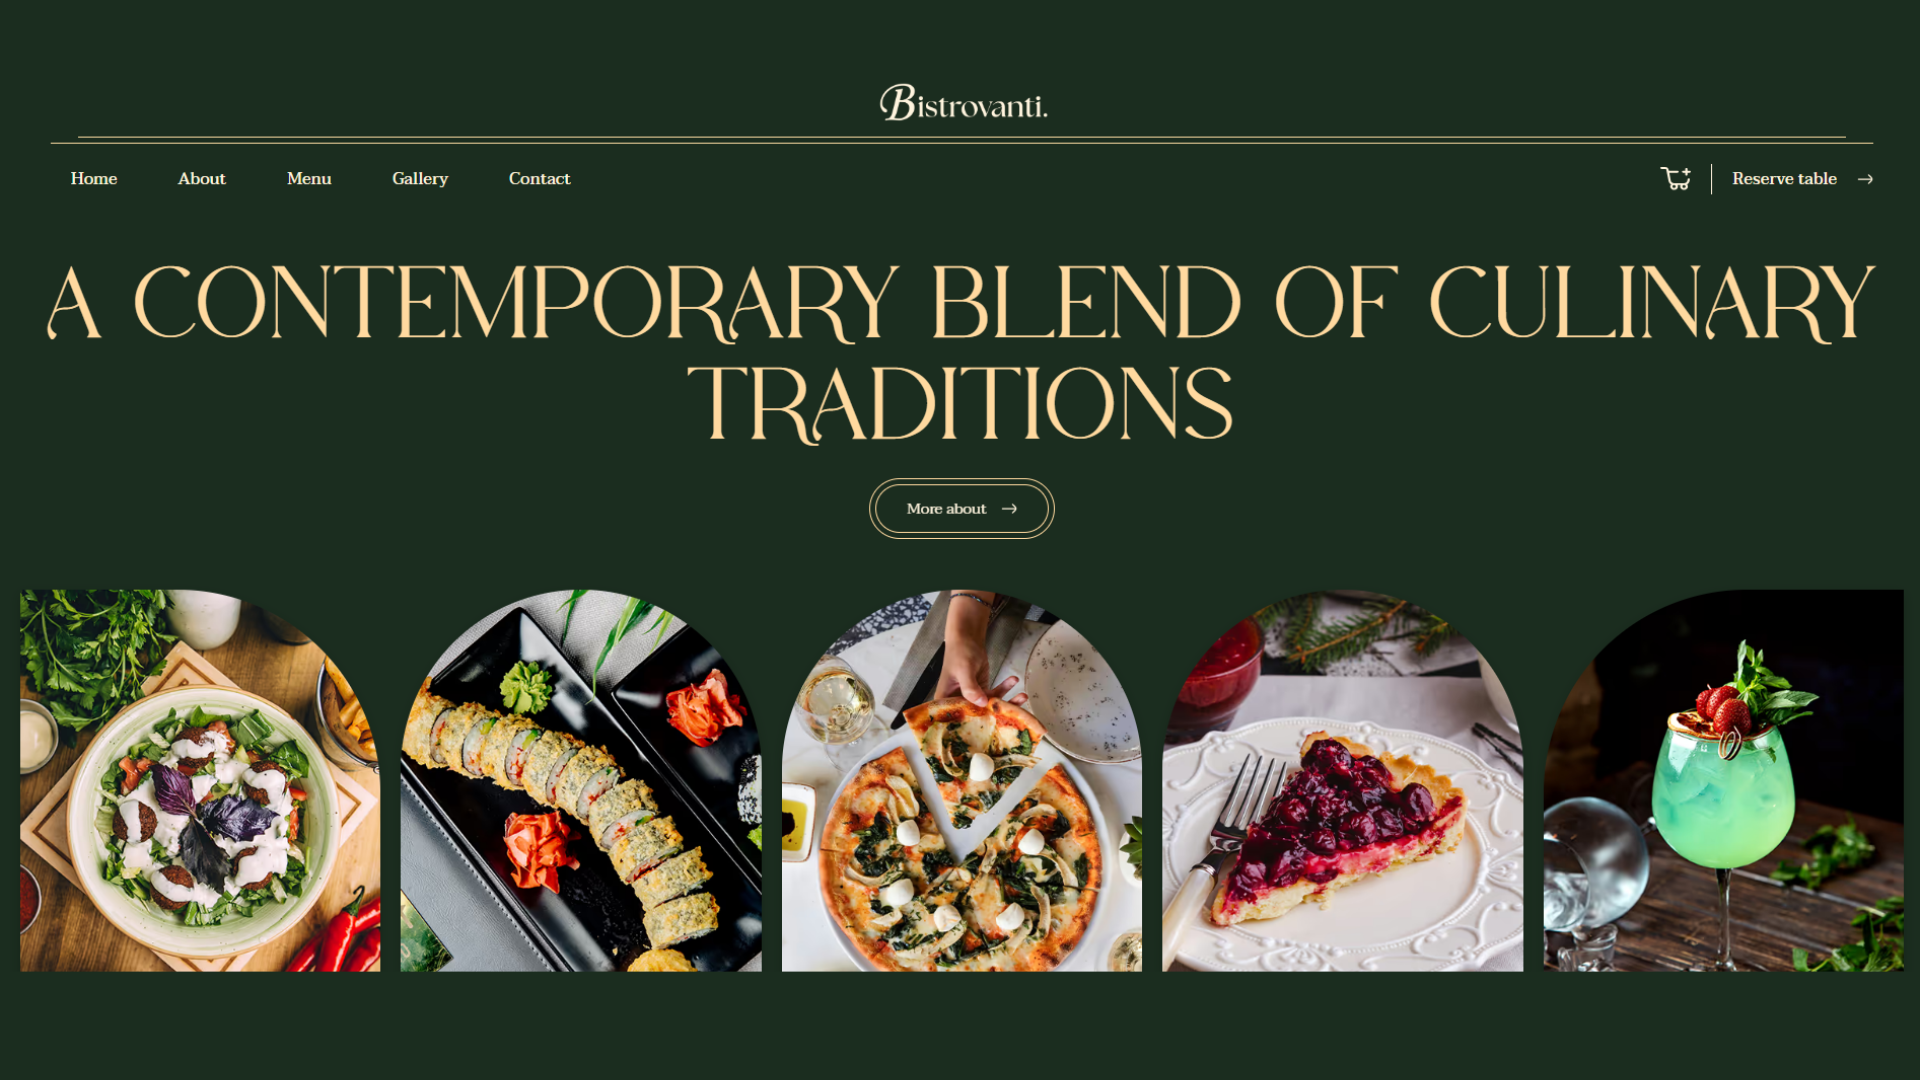 Bistrovanti.
Home About Menu Gallery Contact Reserve table
A CONTEMPORARY BLEND OF CULINARY
TRADITIONS
More about